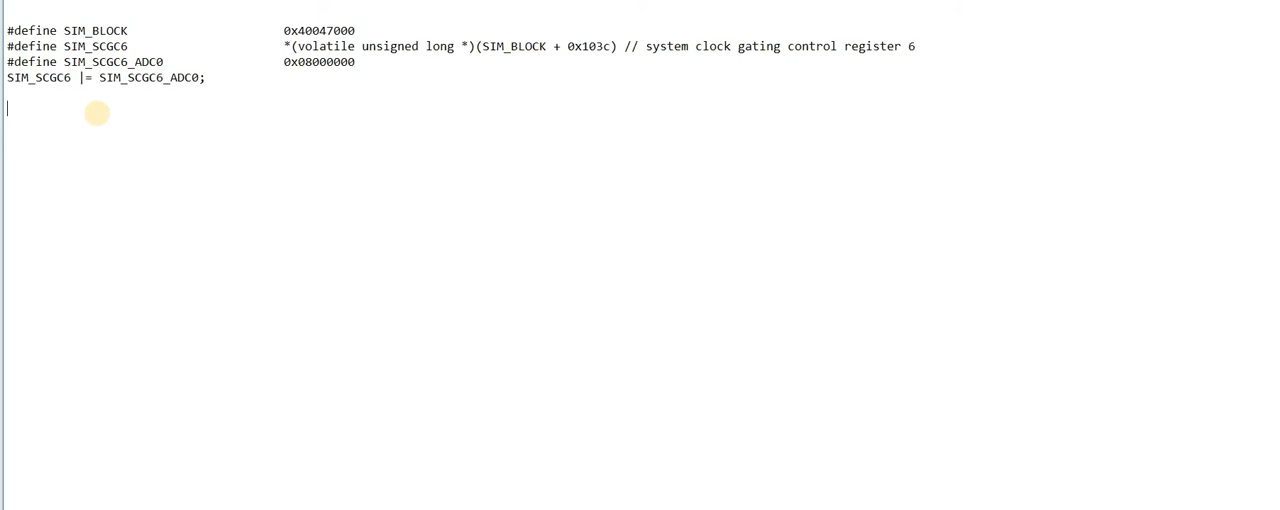 #define SIM_BLOCK 0x40047000
#define SIM_SCGC6 *(volatile unsigned long *)(SIM_BLOCK + 0x103c) // system clock gating control register 6
#define SIM_SCGC6_ADC0 0x08000000
SIM_SCGC6 |= SIM_SCGC6_ADC0;